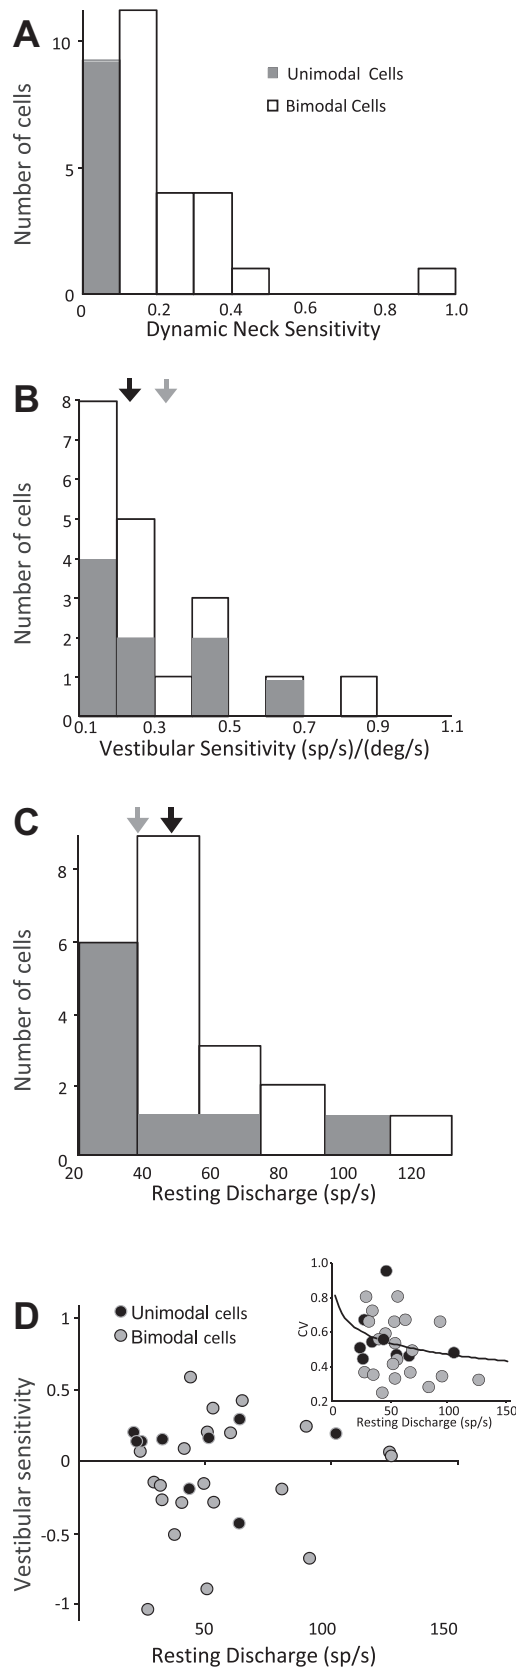 A
Number of cells
10
5
0
Unimodal Cells
Bimodal Cells
0 0.2 0.4 0.6 0.8 1.0
Dynamic Neck Sensitivity
B
Number of cells
8
7
6
5
4
3
2
1
0
0.1 0.3 0.5 0.7 0.9 1.1
Vestibular Sensitivity (sp/s)/(deg/s)
C
Number of cells
8
6
4
2
0
20 40 60 80 100 120
Resting Discharge (sp/s)
D
Unimodal cells
Bimodal cells
Vestibular sensitivity
1
0.5
0
-0.5
-1
50 100 150
Resting Discharge (sp/s)
CV
1.0
0.8
0.6
0.4
0.2
0 50 100 150
Resting Discharge (sp/s)